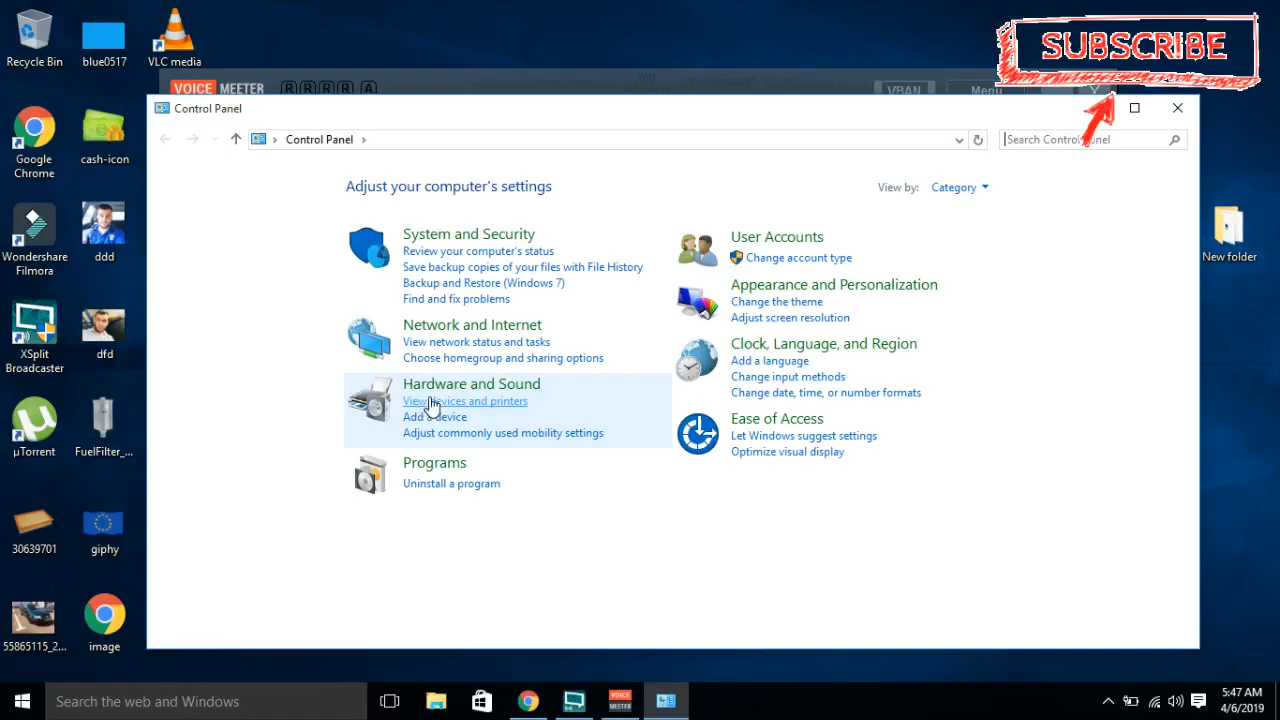 Recycle Bin
blue0517
VLC media
SUBSCRIBE
VOICE MEETER
VBAN
Menu
Control Panel
Control Panel
Search Control Panel
Google Chrome
cash-icon
Wondershare Filmora
ddd
XSplit Broadcaster
dfd
µTorrent
FuelFilter_...
30639701
giphy
55865115_2...
image
New folder
Adjust your computer's settings
View by: Category
System and Security
Review your computer's status
Save backup copies of your files with File History
Backup and Restore (Windows 7)
Find and fix problems
Network and Internet
View network status and tasks
Choose homegroup and sharing options
Hardware and Sound
View devices and printers
Add a device
Adjust commonly used mobility settings
Programs
Uninstall a program
User Accounts
Change account type
Appearance and Personalization
Change the theme
Adjust screen resolution
Clock, Language, and Region
Add a language
Change input methods
Change date, time, or number formats
Ease of Access
Let Windows suggest settings
Optimize visual display
Search the web and Windows
VOICE
MEETER
5:47 AM
4/6/2019